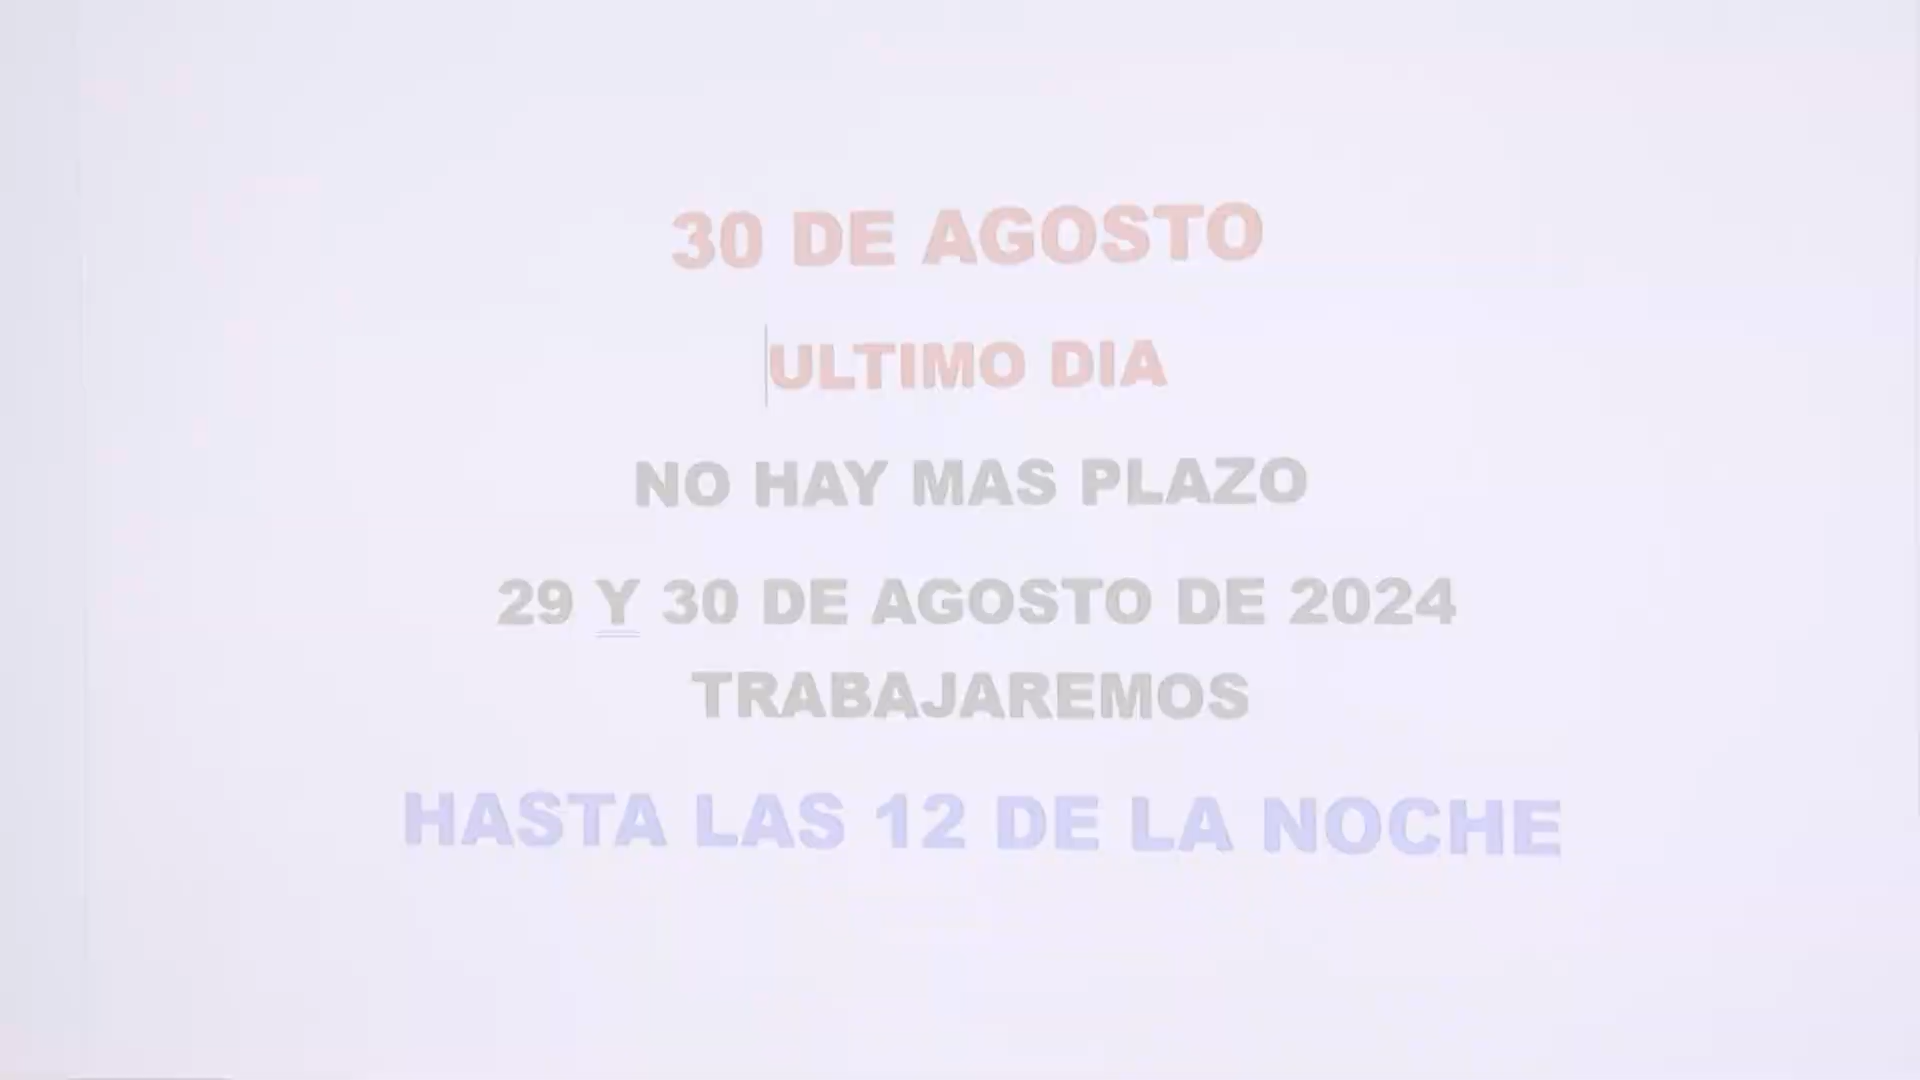 30 DE AGOSTO
ULTIMO DIA
NO HAY MAS PLAZO
29 Y 30 DE AGOSTO DE 2024
TRABAJAREMOS
HASTA LAS 12 DE LA NOCHE